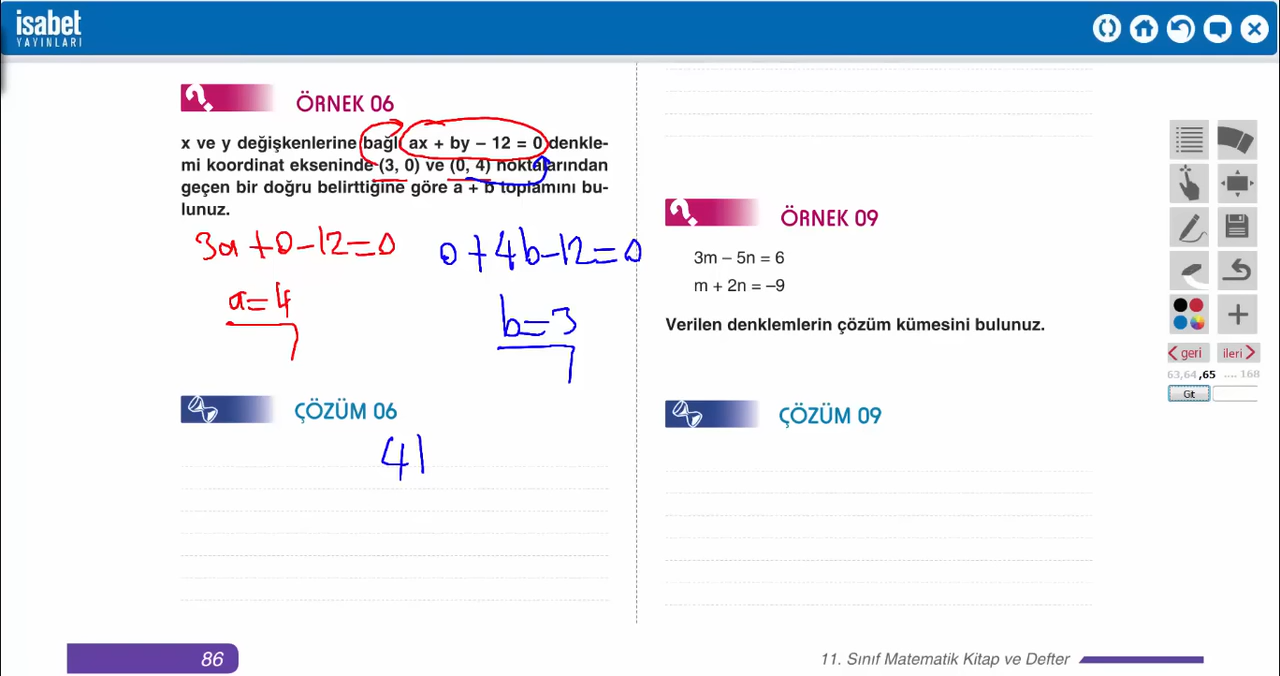 isabet
YAYINLARI
ÖRNEK 06
x ve y değişkenlerine bağlı ax + by – 12 = 0 denkle-
mi koordinat ekseninde (3, 0) ve (0, 4) noktalarından
geçen bir doğru belirttiğine göre a + b toplamını bu-
lunuz.
3a + 0 - 12 = 0
0 + 4b - 12 = 0
a = 4
b = 3
ÇÖZÜM 06
ÖRNEK 09
3m – 5n = 6
m + 2n = –9
Verilen denklemlerin çözüm kümesini bulunuz.
ÇÖZÜM 09
geri
ileri
63,64,65 .... 168
Git
86
11. Sınıf Matematik Kitap ve Defter